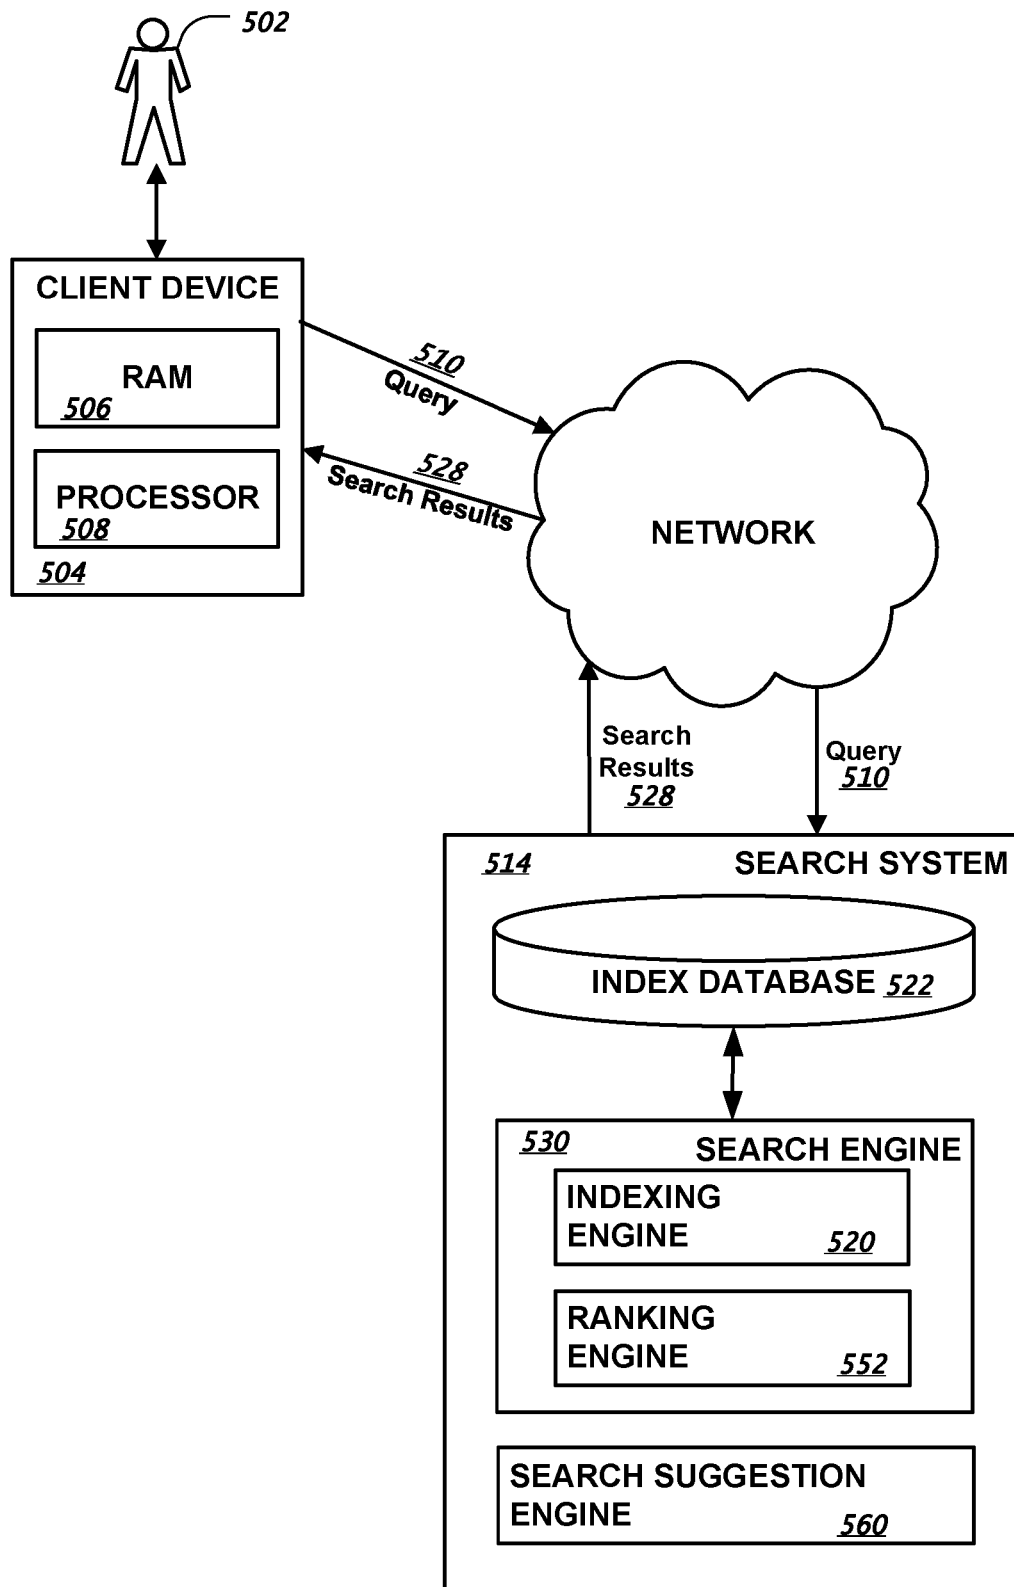 502
CLIENT DEVICE
RAM
506
PROCESSOR
508
504
510
Query
528
Search Results
NETWORK
Search
Results
528
Query
510
514
SEARCH SYSTEM
INDEX DATABASE 522
530
SEARCH ENGINE
INDEXING
ENGINE
520
RANKING
ENGINE
552
SEARCH SUGGESTION
ENGINE
560